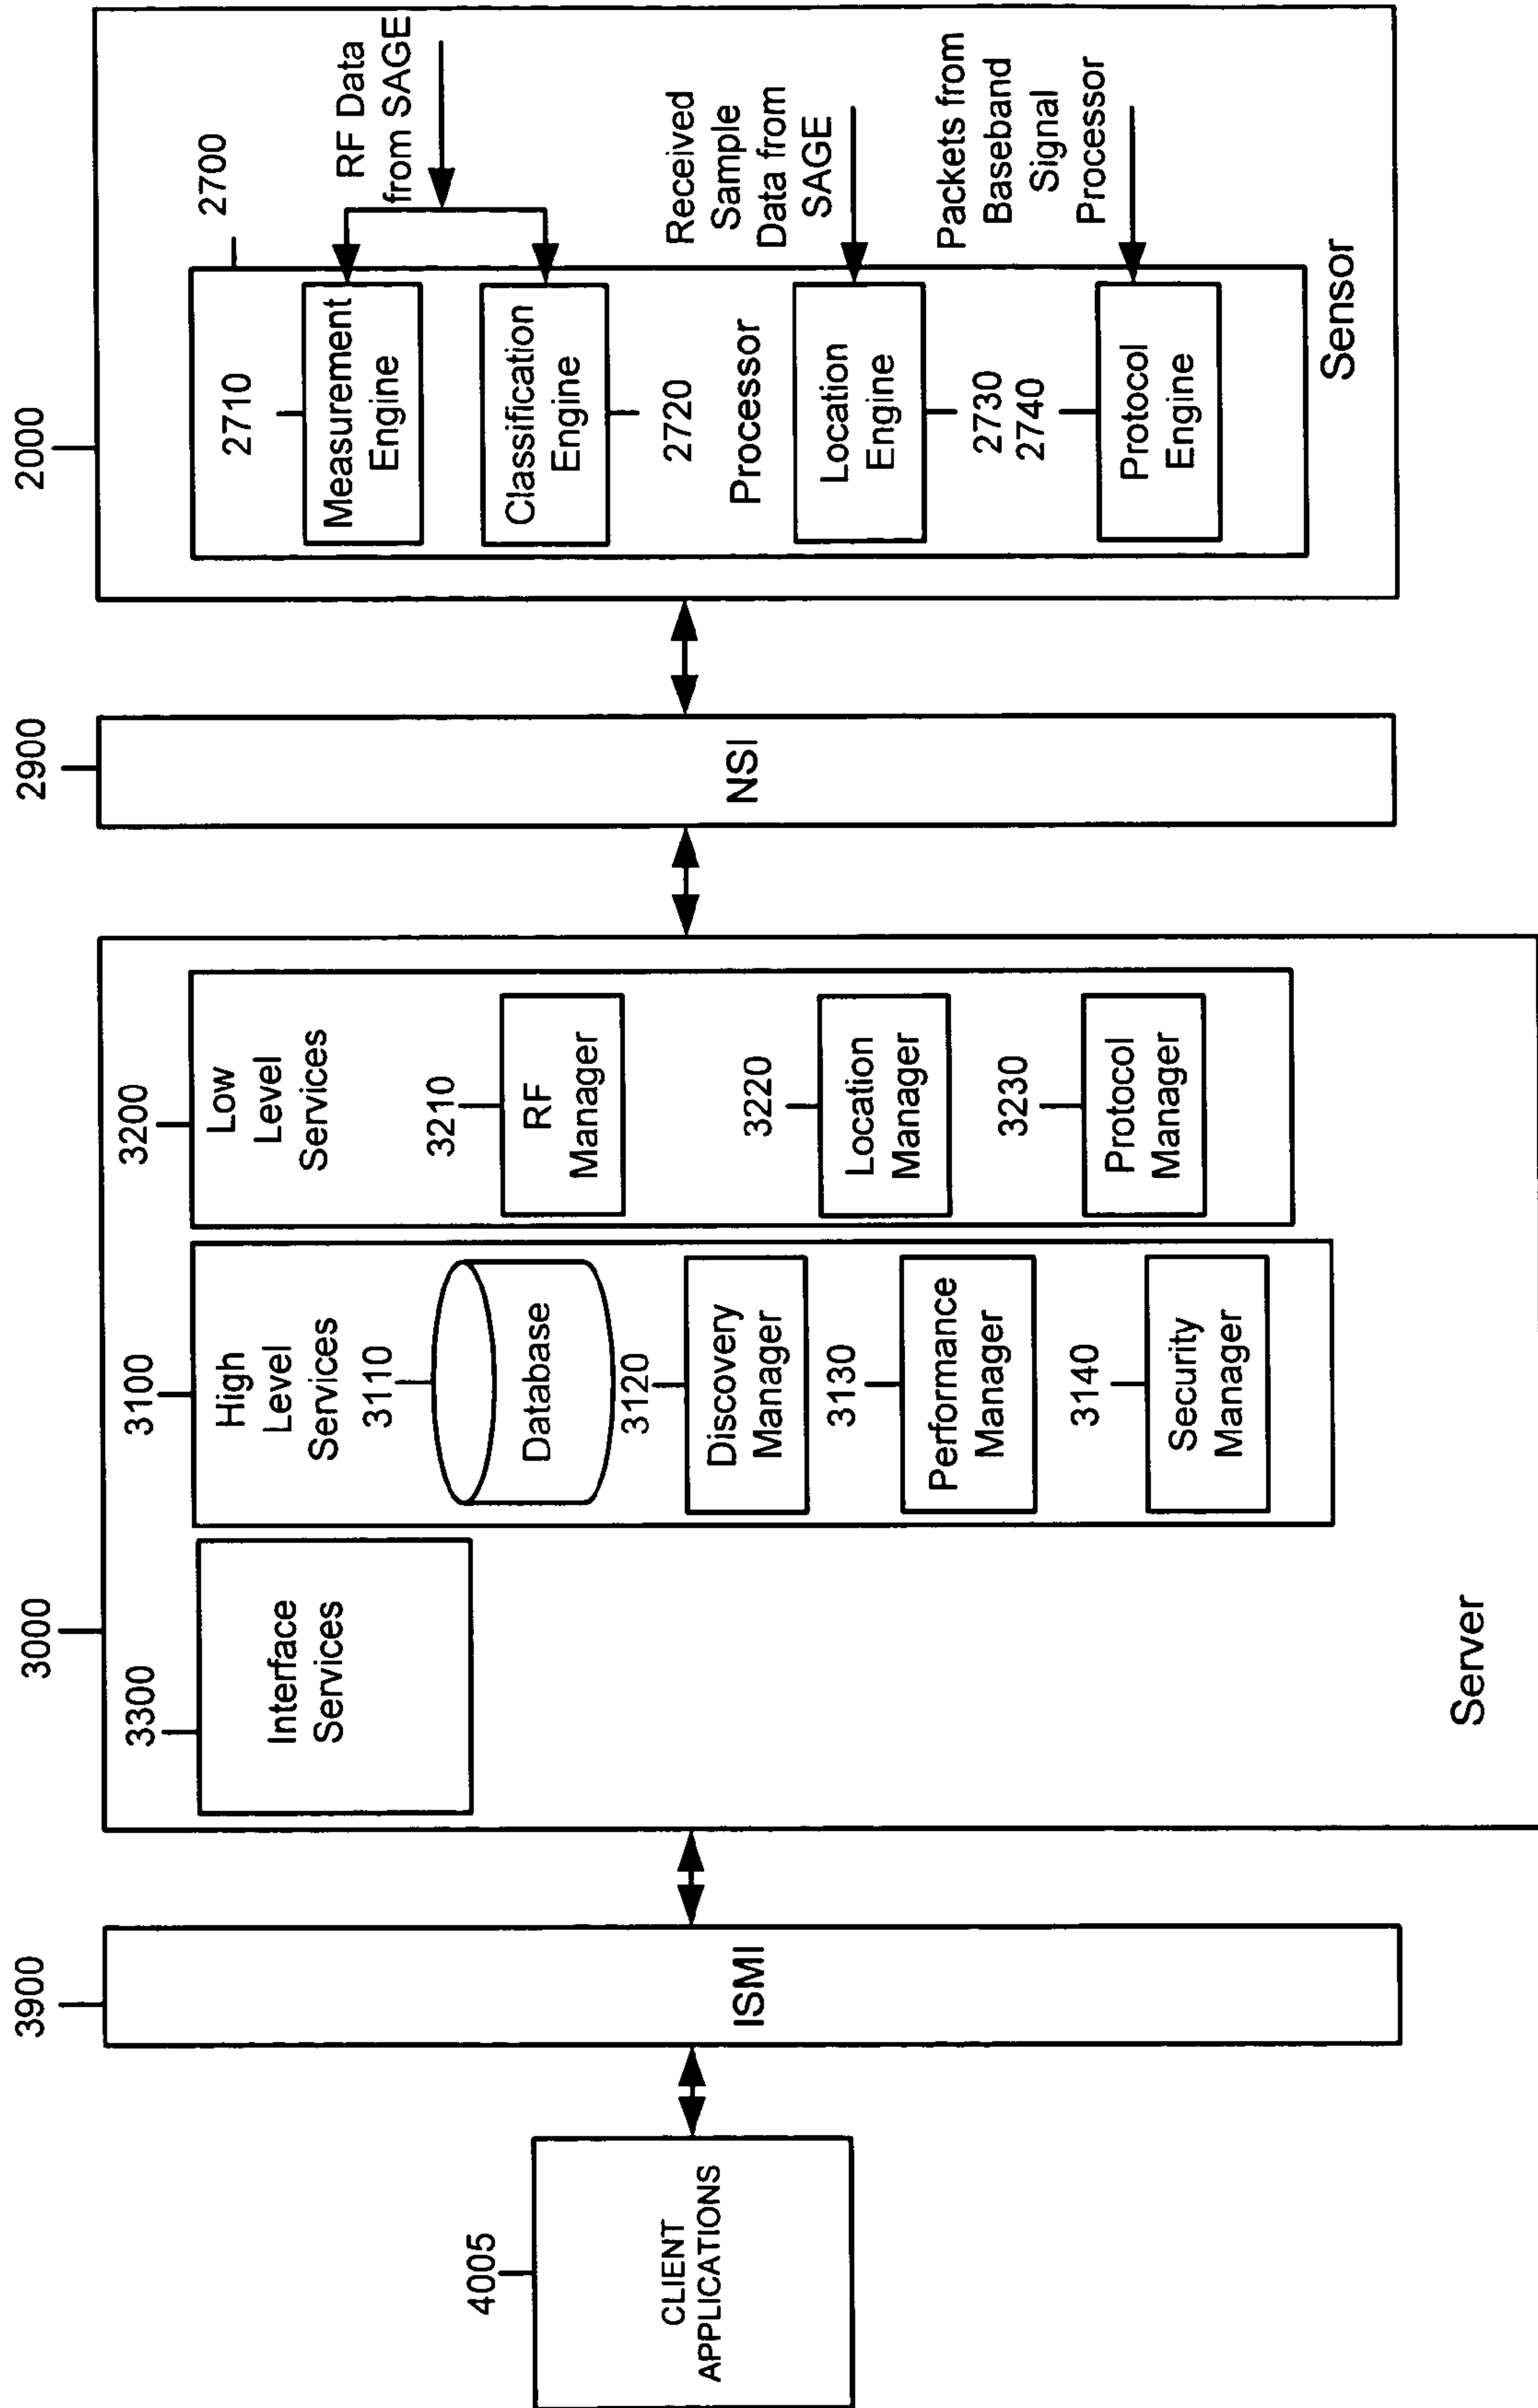 4005
CLIENT
APPLICATIONS
3900
ISMI
3000
3300
Interface
Services
Server
3100
High
Level
Services
3110
Database
3120
Discovery
Manager
3130
Performance
Manager
3140
Security
Manager
3200
Low
Level
Services
3210
RF
Manager
3220
Location
Manager
3230
Protocol
Manager
2900
NSI
2000
2700
2710
Measurement
Engine
Classification
Engine
2720
Processor
Location
Engine
2730
2740
Protocol
Engine
Sensor
RF Data
from SAGE
Received
Sample
Data from
SAGE
Packets from
Baseband
Signal
Processor